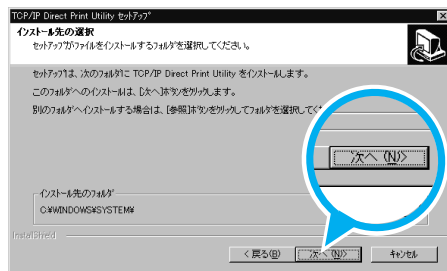 TCP/IP Direct Print Utility セットアップ
インストール先の選択
セットアップがファイルをインストールするフォルダを選択してください。
セットアップは、次のフォルダに TCP/IP Direct Print Utility をインストールします。
このフォルダへのインストールは、[次へ]ボタンをクリックします。
別のフォルダへインストールする場合は、[参照]ボタンをクリックしてフォルダを選択してく
次へ (N)>
インストール先のフォルダ
C:¥WINDOWS¥SYSTEM¥
InstallShield
< 戻る(B)
次へ (N)>
キャンセル